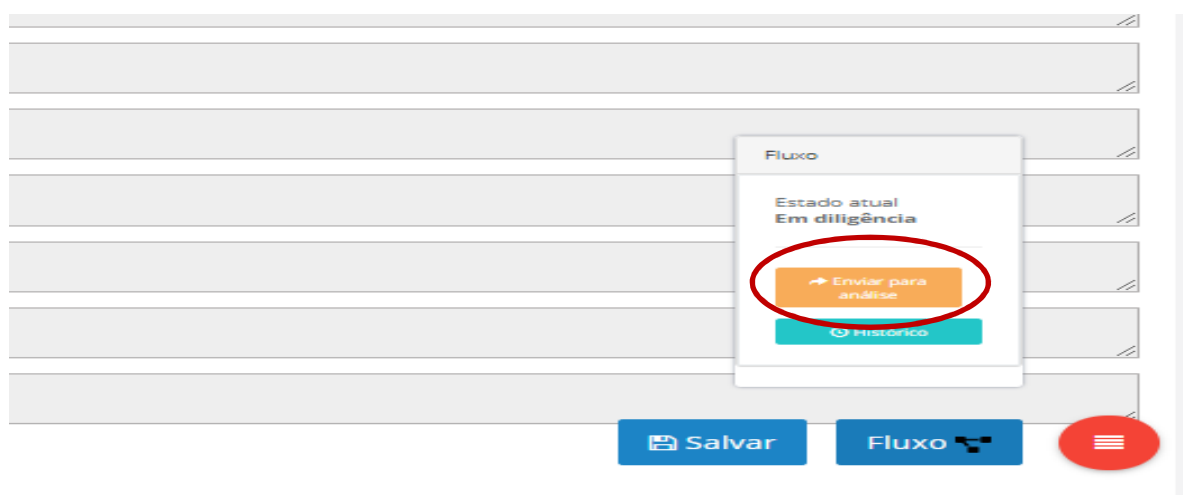 Fluxo
Estado atual
Em diligência
Enviar para
análise
Histórico
Salvar
Fluxo